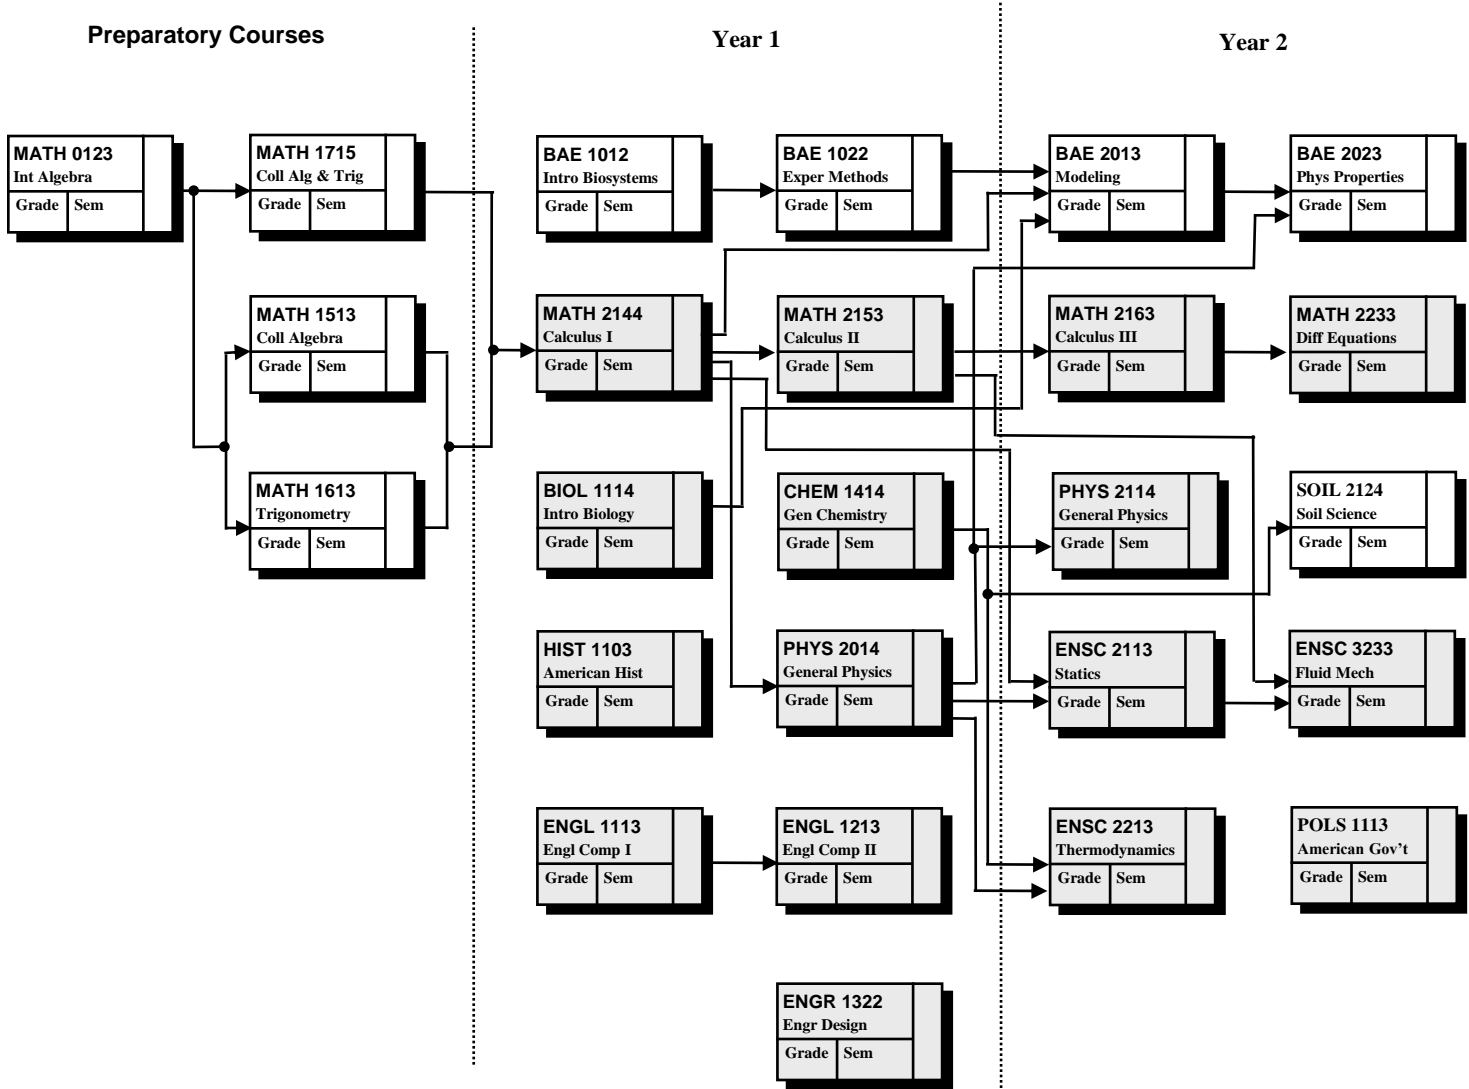 Preparatory Courses
Year 1
Year 2
MATH 0123
Int Algebra
Grade Sem
MATH 1715
Coll Alg & Trig
Grade Sem
BAE 1012
Intro Biosystems
Grade Sem
BAE 1022
Exper Methods
Grade Sem
BAE 2013
Modeling
Grade Sem
BAE 2023
Phys Properties
Grade Sem
MATH 1513
Coll Algebra
Grade Sem
MATH 2144
Calculus I
Grade Sem
MATH 2153
Calculus II
Grade Sem
MATH 2163
Calculus III
Grade Sem
MATH 2233
Diff Equations
Grade Sem
MATH 1613
Trigonometry
Grade Sem
BIOL 1114
Intro Biology
Grade Sem
CHEM 1414
Gen Chemistry
Grade Sem
PHYS 2114
General Physics
Grade Sem
SOIL 2124
Soil Science
Grade Sem
HIST 1103
American Hist
Grade Sem
PHYS 2014
General Physics
Grade Sem
ENSC 2113
Statics
Grade Sem
ENSC 3233
Fluid Mech
Grade Sem
ENGL 1113
Engl Comp I
Grade Sem
ENGL 1213
Engl Comp II
Grade Sem
ENSC 2213
Thermodynamics
Grade Sem
POLS 1113
American Gov’t
Grade Sem
ENGR 1322
Engr Design
Grade Sem